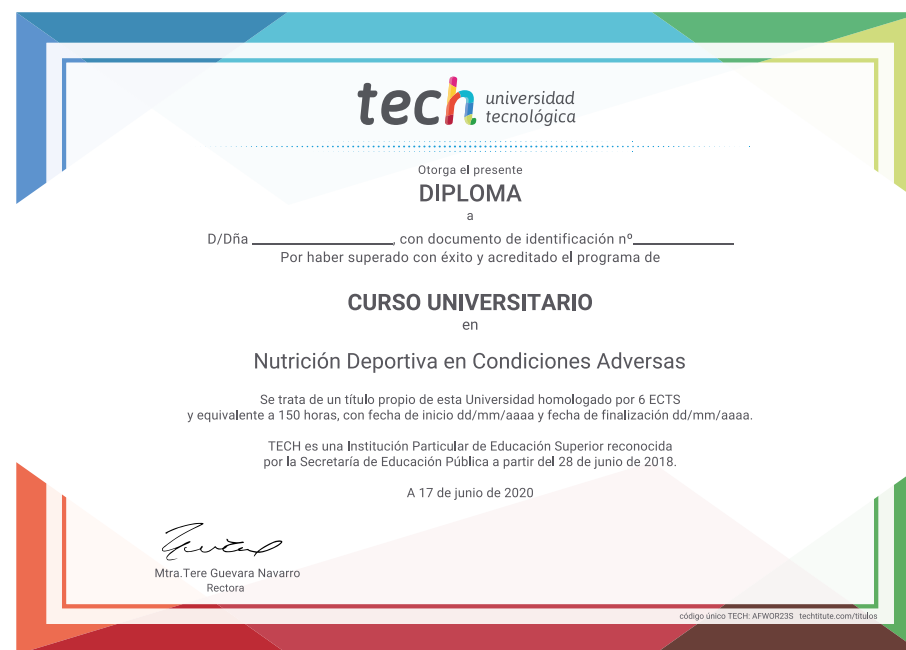 tech universidad
tecnológica
Otorga el presente
DIPLOMA
a
D/Dña ____________________, con documento de identificación nº______________
Por haber superado con éxito y acreditado el programa de
CURSO UNIVERSITARIO
en
Nutrición Deportiva en Condiciones Adversas
Se trata de un título propio de esta Universidad homologado por 6 ECTS
y equivalente a 150 horas, con fecha de inicio dd/mm/aaaa y fecha de finalización dd/mm/aaaa.
TECH es una Institución Particular de Educación Superior reconocida
por la Secretaría de Educación Pública a partir del 28 de junio de 2018.
A 17 de junio de 2020
Mtra.Tere Guevara Navarro
Rectora
código único TECH: AFWOR23S techtitute.com/titulos